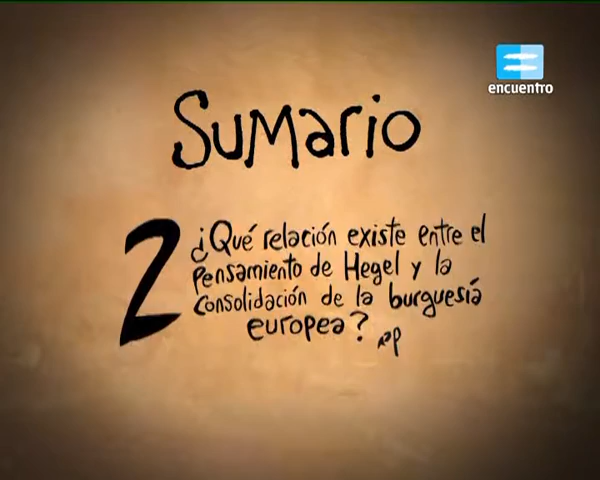 encuentro
Sumario
2 ¿Qué relación existe entre el
Pensamiento de Hegel y la
Consolidación de la burguesía
europea?